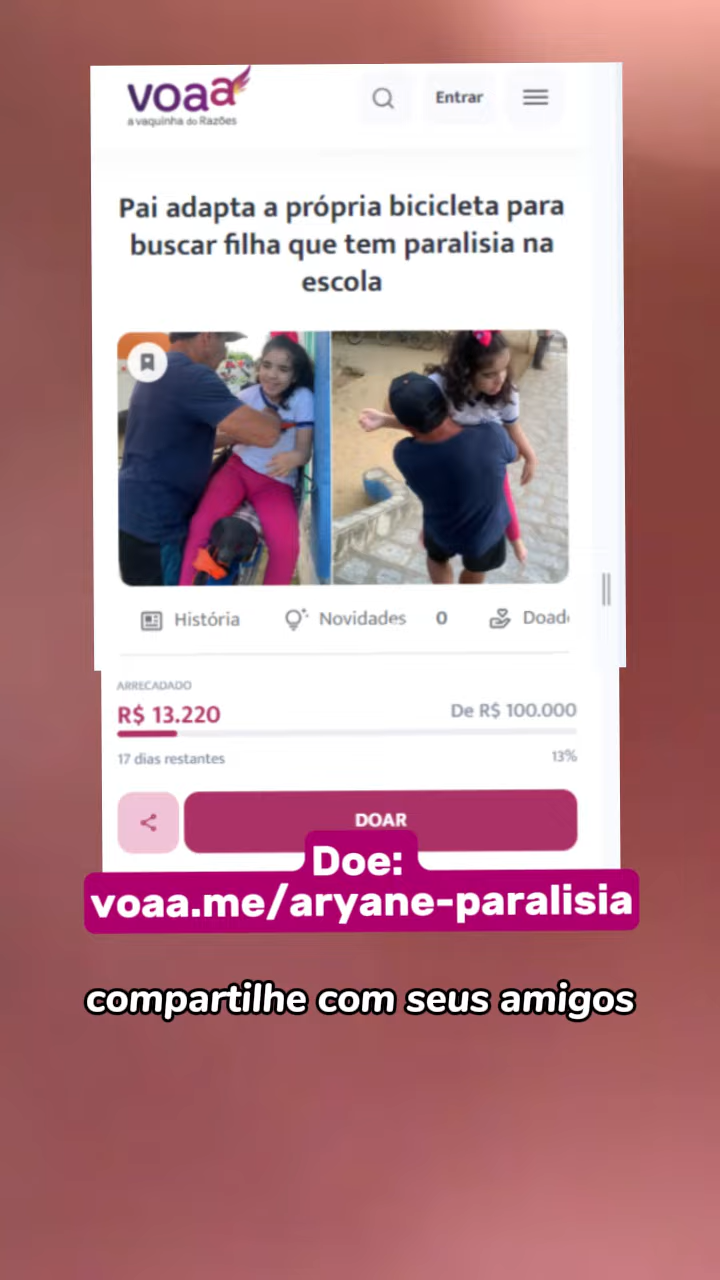 voaa
a vaquinha do Razões
Entrar
Pai adapta a própria bicicleta para
buscar filha que tem paralisia na
escola
História
Novidades 0
Doad
ARRECADADO
R$ 13.220
De R$ 100.000
17 dias restantes
13%
DOAR
Doe:
voaa.me/aryane-paralisia
compartilhe com seus amigos